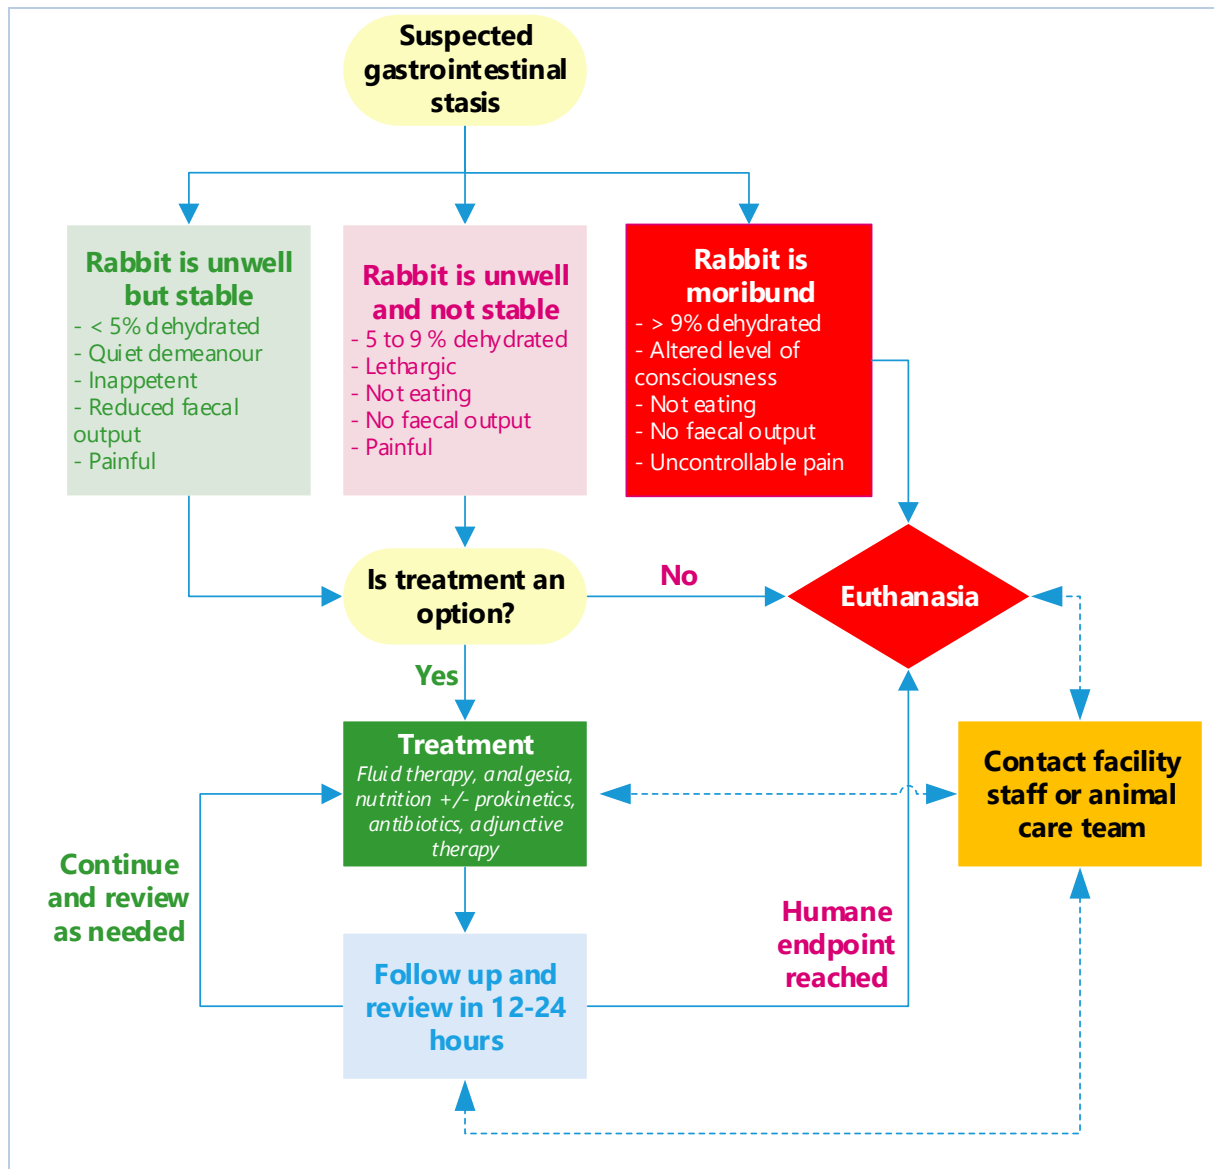 Suspected
gastrointestinal
stasis
Rabbit is unwell
but stable
- < 5% dehydrated
- Quiet demeanour
- Inappetent
- Reduced faecal
output
- Painful
Rabbit is unwell
and not stable
- 5 to 9 % dehydrated
- Lethargic
- Not eating
- No faecal output
- Painful
Rabbit is
moribund
- > 9% dehydrated
- Altered level of
consciousness
- Not eating
- No faecal output
- Uncontrollable pain
Is treatment an
option?
No
Euthanasia
Yes
Treatment
Fluid therapy, analgesia,
nutrition +/- prokinetics,
antibiotics, adjunctive
therapy
Contact facility
staff or animal
care team
Continue
and review
as needed
Humane
endpoint
reached
Follow up and
review in 12-24
hours